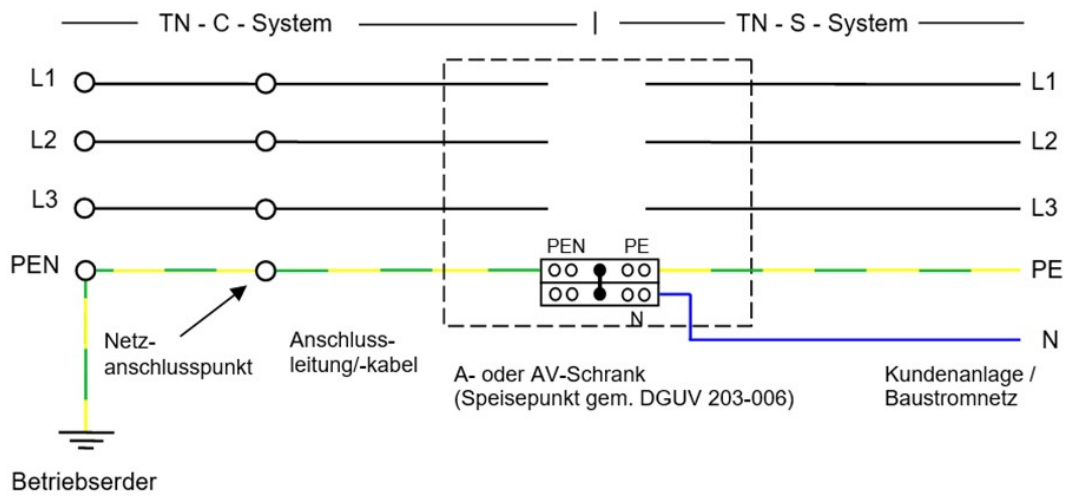 TN - C - System
TN - S - System
L1
L1
L2
L2
L3
L3
PEN
PEN
PE
PE
N
N
Netz-
anschlusspunkt
Anschluss-
leitung/-kabel
A- oder AV-Schrank
(Speisepunkt gem. DGUV 203-006)
Kundenanlage /
Baustromnetz
Betriebserder